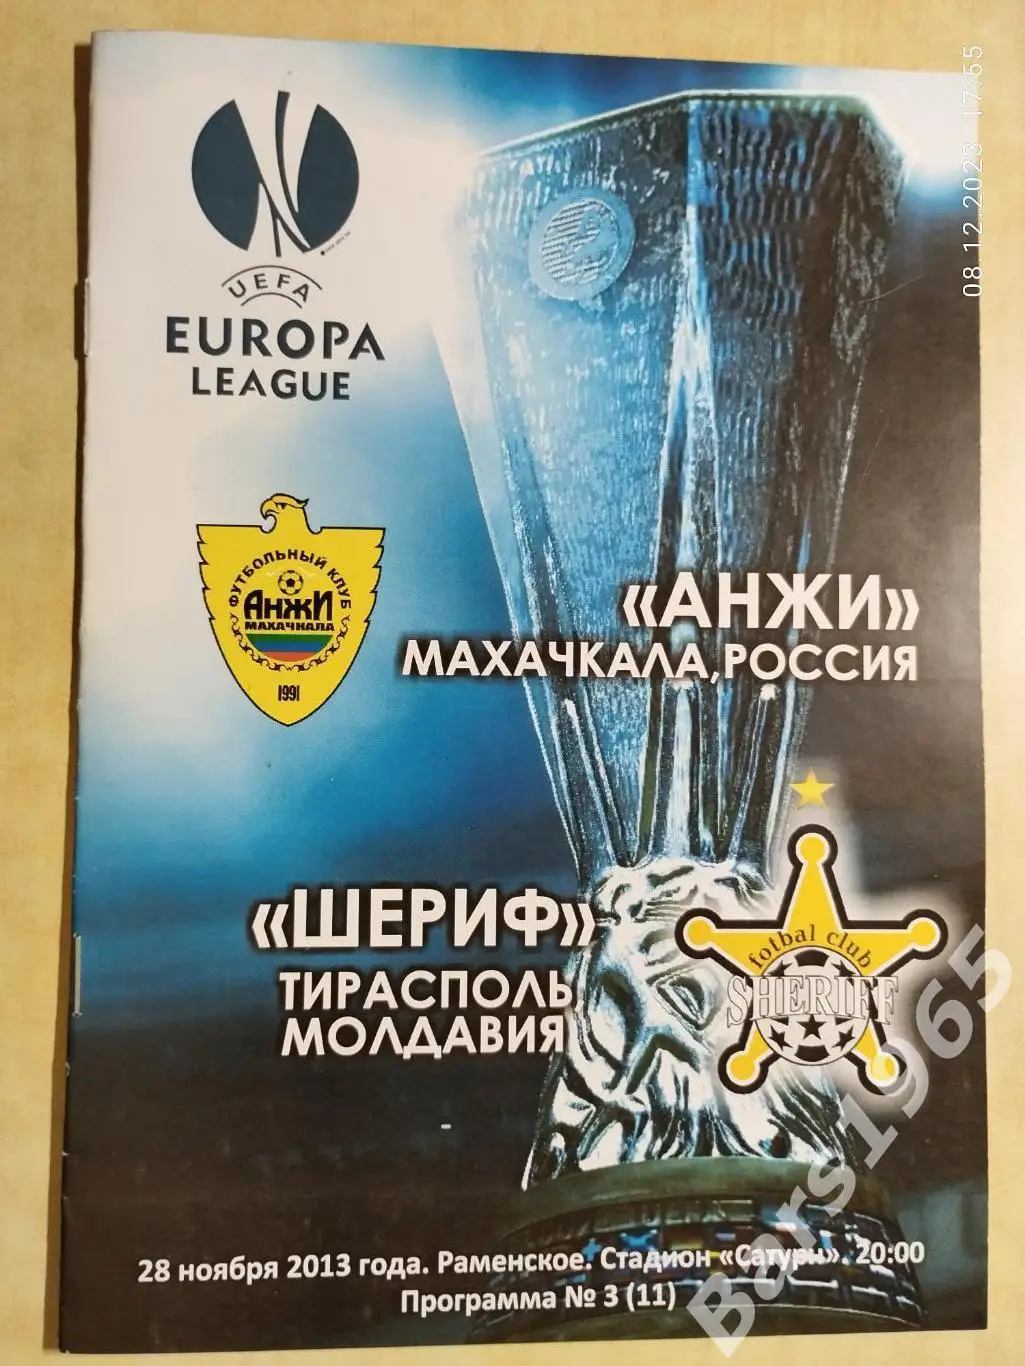 08.12.2023 17:55
UEFA
EUROPA
LEAGUE
ФУТБОЛЬНЫЙ КЛУБ
АНЖИ
МАХАЧКАЛА
1991
«АНЖИ»
МАХАЧКАЛА, РОССИЯ
«ШЕРИФ»
ТИРАСПОЛЬ,
МОЛДАВИЯ
fotbal club
SHERIFF
28 ноября 2013 года. Раменское. Стадион «Сатурн». 20:00
Программа № 3 (11)
Bars1965